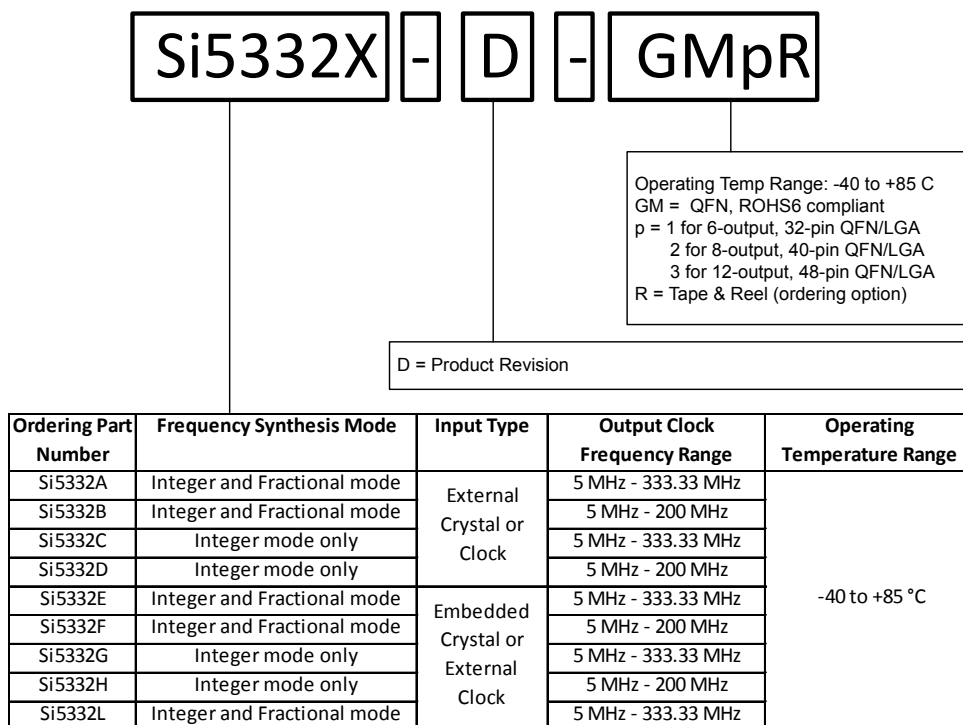 Si5332X - D - GMpR
Operating Temp Range: -40 to +85 C
GM = QFN, ROHS6 compliant
p = 1 for 6-output, 32-pin QFN/LGA
2 for 8-output, 40-pin QFN/LGA
3 for 12-output, 48-pin QFN/LGA
R = Tape & Reel (ordering option)
D = Product Revision
Ordering Part Number Frequency Synthesis Mode Input Type Output Clock Frequency Range Operating Temperature Range
Si5332A Integer and Fractional mode External Crystal or Clock 5 MHz - 333.33 MHz -40 to +85 °C
Si5332B Integer and Fractional mode 5 MHz - 200 MHz
Si5332C Integer mode only 5 MHz - 333.33 MHz
Si5332D Integer mode only 5 MHz - 200 MHz
Si5332E Integer and Fractional mode Embedded Crystal or External Clock 5 MHz - 333.33 MHz
Si5332F Integer and Fractional mode 5 MHz - 200 MHz
Si5332G Integer mode only 5 MHz - 333.33 MHz
Si5332H Integer mode only 5 MHz - 200 MHz
Si5332L Integer and Fractional mode 5 MHz - 333.33 MHz